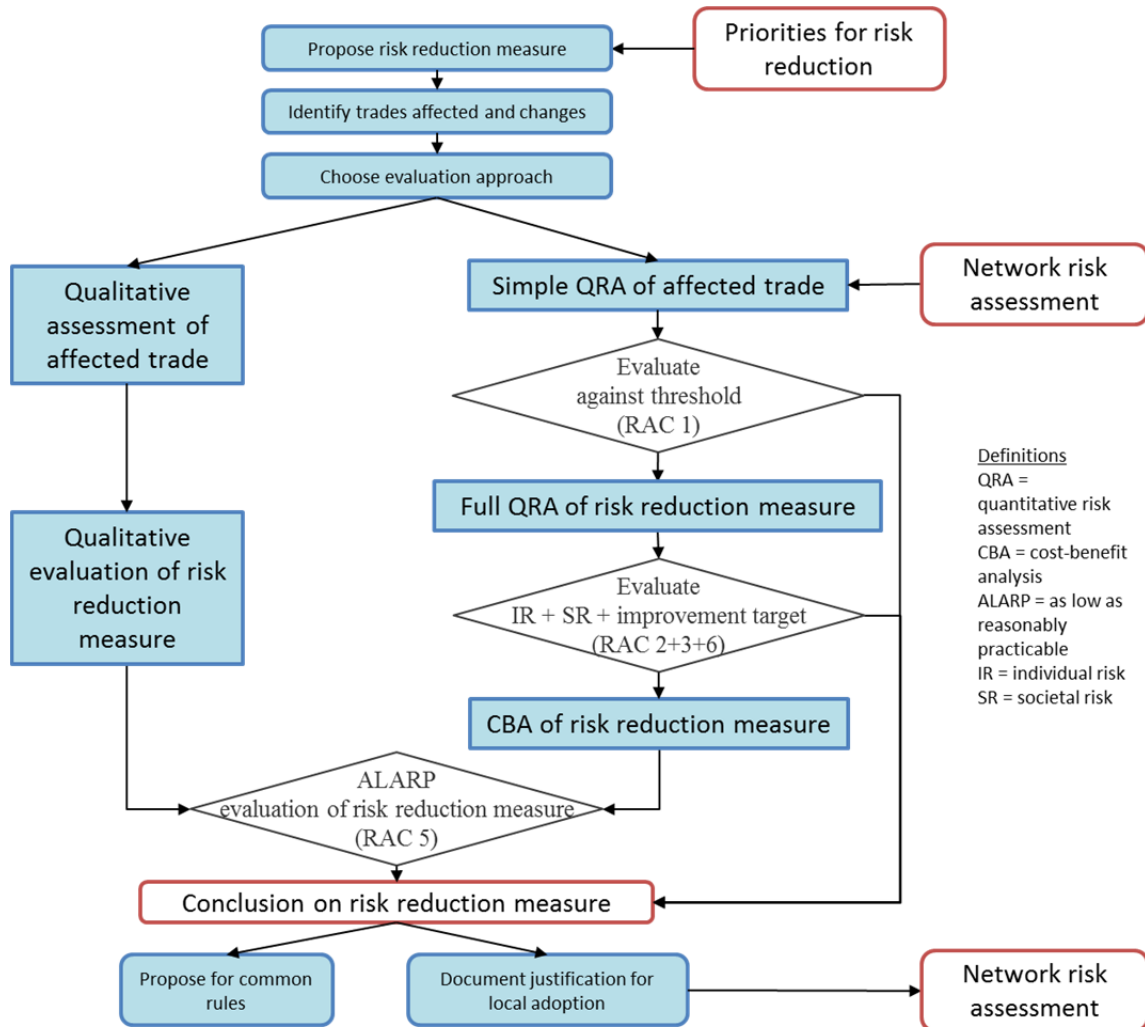 Propose risk reduction measure
Priorities for risk
reduction
Identify trades affected and changes
Choose evaluation approach
Qualitative
assessment of
affected trade
Simple QRA of affected trade
Network risk
assessment
Evaluate
against threshold
(RAC 1)
Full QRA of risk reduction measure
Qualitative
evaluation of risk
reduction
measure
Evaluate
IR + SR + improvement target
(RAC 2+3+6)
CBA of risk reduction measure
Definitions
QRA =
quantitative risk
assessment
CBA = cost-benefit
analysis
ALARP = as low as
reasonably
practicable
IR = individual risk
SR = societal risk
ALARP
evaluation of risk reduction measure
(RAC 5)
Conclusion on risk reduction measure
Propose for common
rules
Document justification for
local adoption
Network risk
assessment